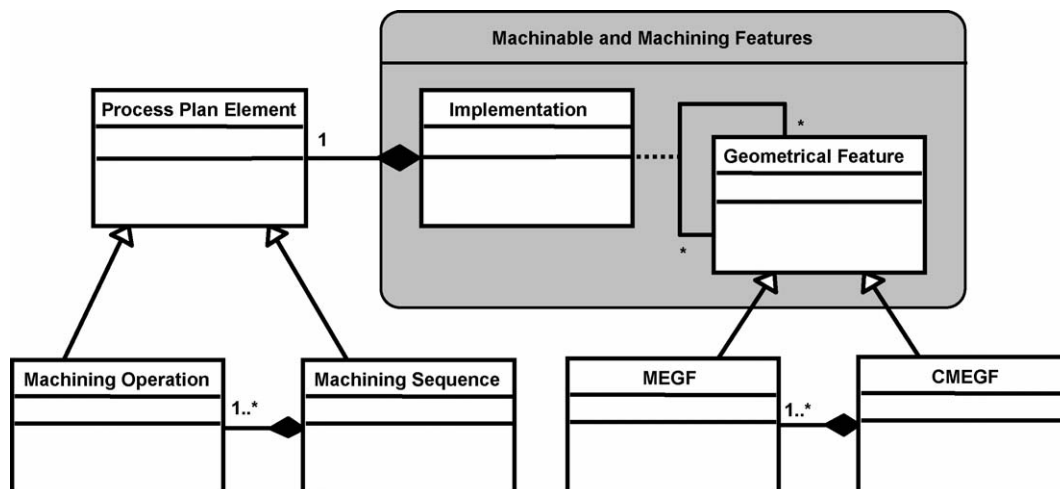 Machinable and Machining Features
Process Plan Element
Implementation
1
*
Geometrical Feature
*
Machining Operation
Machining Sequence
MEGF
CMEGF
1..*
1..*